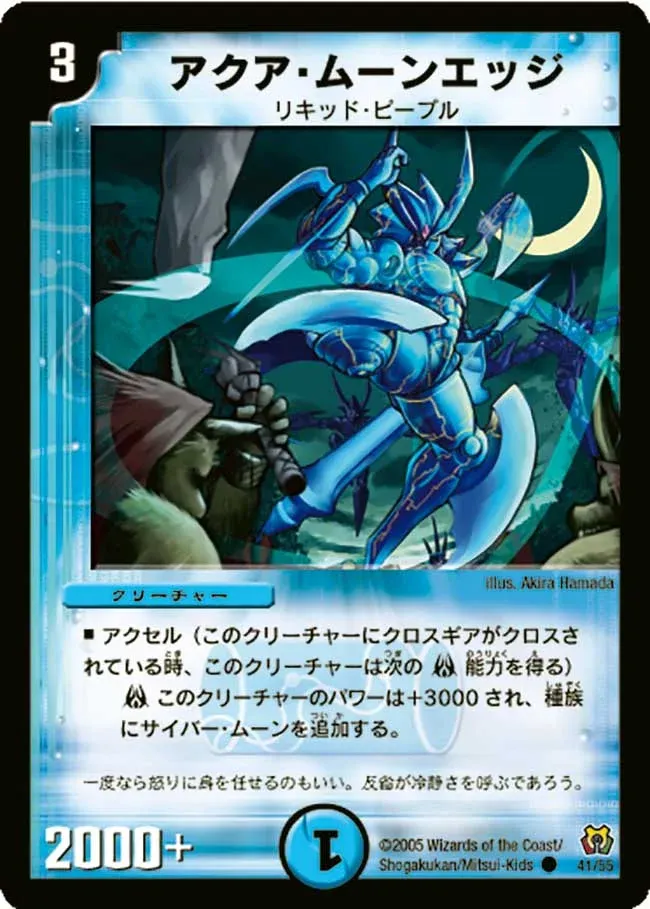 3
アクア・ムーンエッジ
リキッド・ピープル
illus. Akira Hamada
クリーチャー
■ アクセル（このクリーチャーにクロスギアがクロスさ
れている時、このクリーチャーは次の 能力を得る）
このクリーチャーのパワーは+3000 され、種族
にサイバー・ムーンを追加する。
一度なら怒りに身を任せるのもいい。反省が冷静さを呼ぶであろう。
2000+
1
©2005 Wizards of the Coast/
Shogakukan/Mitsui-Kids ●
41/55